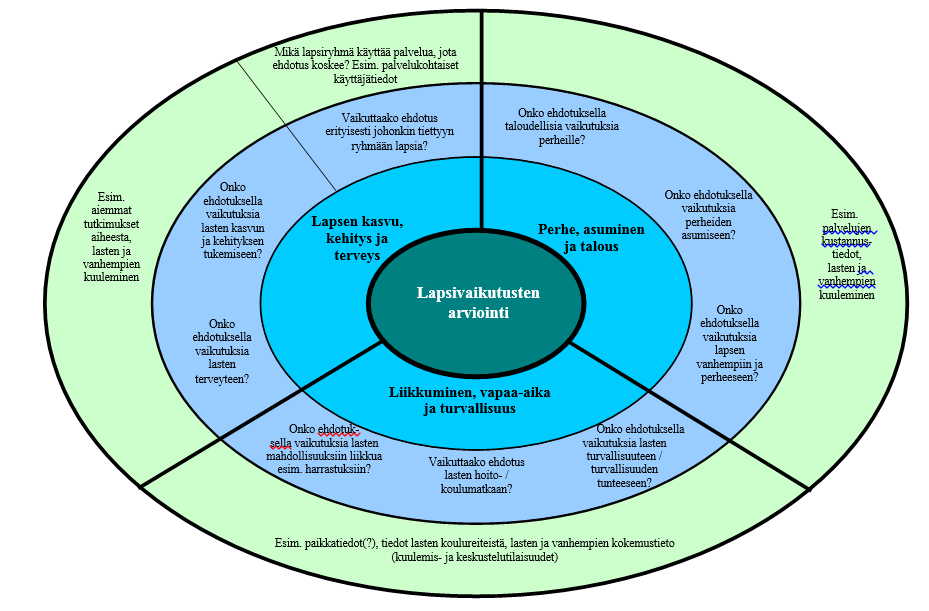 Mikä lapsiryhmä käyttää palvelua, jota
ehdotus koskee? Esim. palvelukohtaiset
käyttäjätiedot
Vaikuttaako ehdotus
erityisesti johonkin tiettyyn
ryhmään lapsia?
Onko ehdotuksella
taloudellisia vaikutuksia
perheille?
Esim.
aiemmat
tutkimukset
aiheesta,
lasten ja
vanhempien
kuuleminen
Onko
ehdotuksella
vaikutuksia
lasten kasvun
ja kehityksen
tukemiseen?
Lapsen kasvu,
kehitys ja
terveys
Perhe, asuminen
ja talous
Onko ehdotuksella
vaikutuksia
perheiden
asumiseen?
Esim.
palvelujen
kustannus-
tiedot,
lasten ja
vanhempien
kuuleminen
Lapsivaikutusten
arviointi
Onko
ehdotuksella
vaikutuksia
lasten
terveyteen?
Onko
ehdotuksella
vaikutuksia
lapsen
vanhempiin ja
perheeseen?
Liikkuminen, vapaa-aika
ja turvallisuus
Onko ehdotuk-
sella vaikutuksia lasten
mahdollisuuksiin liikkua
esim. harrastuksiin?
Vaikuttaako ehdotus
lasten hoito- /
koulumatkaan?
Onko ehdotuksella
vaikutuksia lasten
turvallisuuteen /
turvallisuuden
tunteeseen?
Esim. paikkatiedot(?), tiedot lasten koulureiteistä, lasten ja vanhempien kokemustieto
(kuulemis- ja keskustelutilaisuudet)